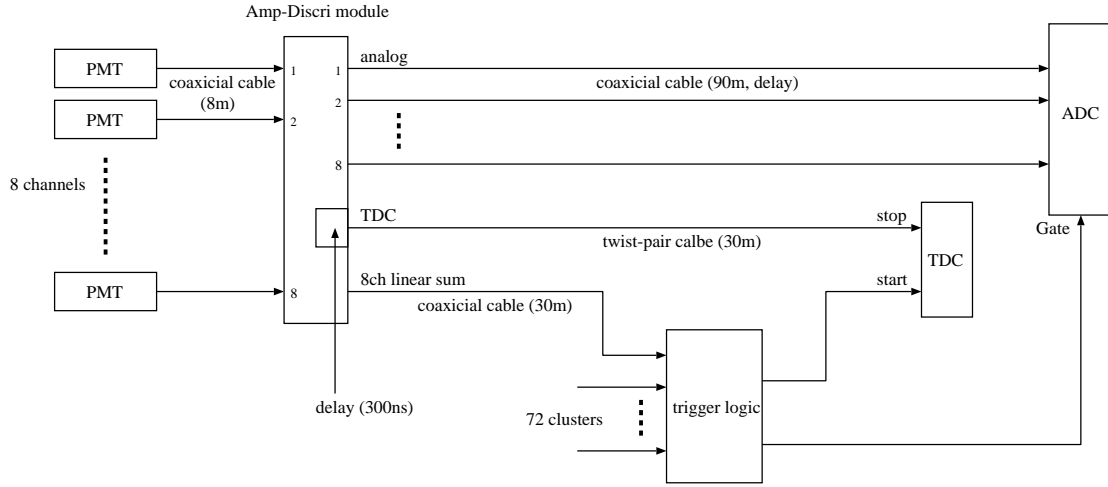 Amp-Discri module
PMT
coaxicial cable
(8m)
PMT
8 channels
PMT
1
2
8
1
2
8
analog
coaxicial cable (90m, delay)
ADC
Gate
TDC
twist-pair calbe (30m)
stop
start
TDC
8ch linear sum
coaxicial cable (30m)
delay (300ns)
72 clusters
trigger logic